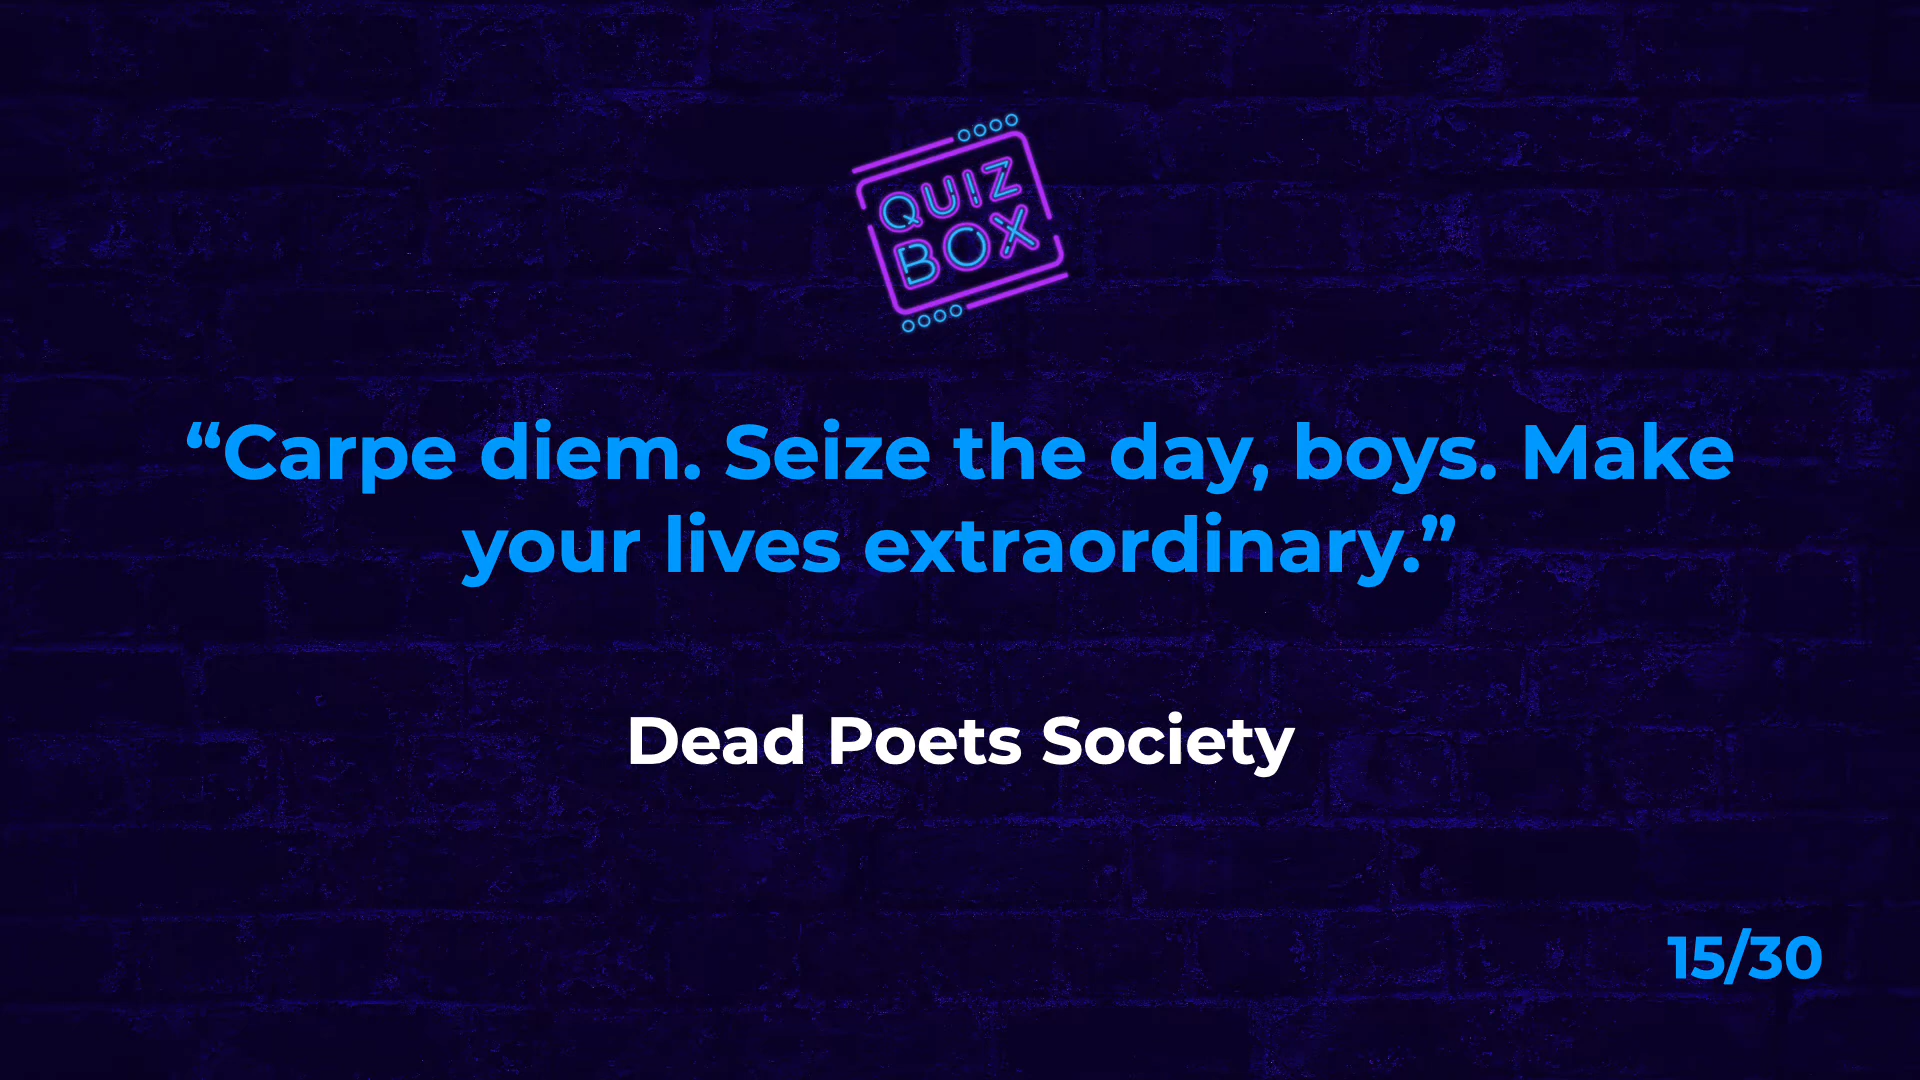 QUIZ
BOX
“Carpe diem. Seize the day, boys. Make
your lives extraordinary.”
Dead Poets Society
15/30